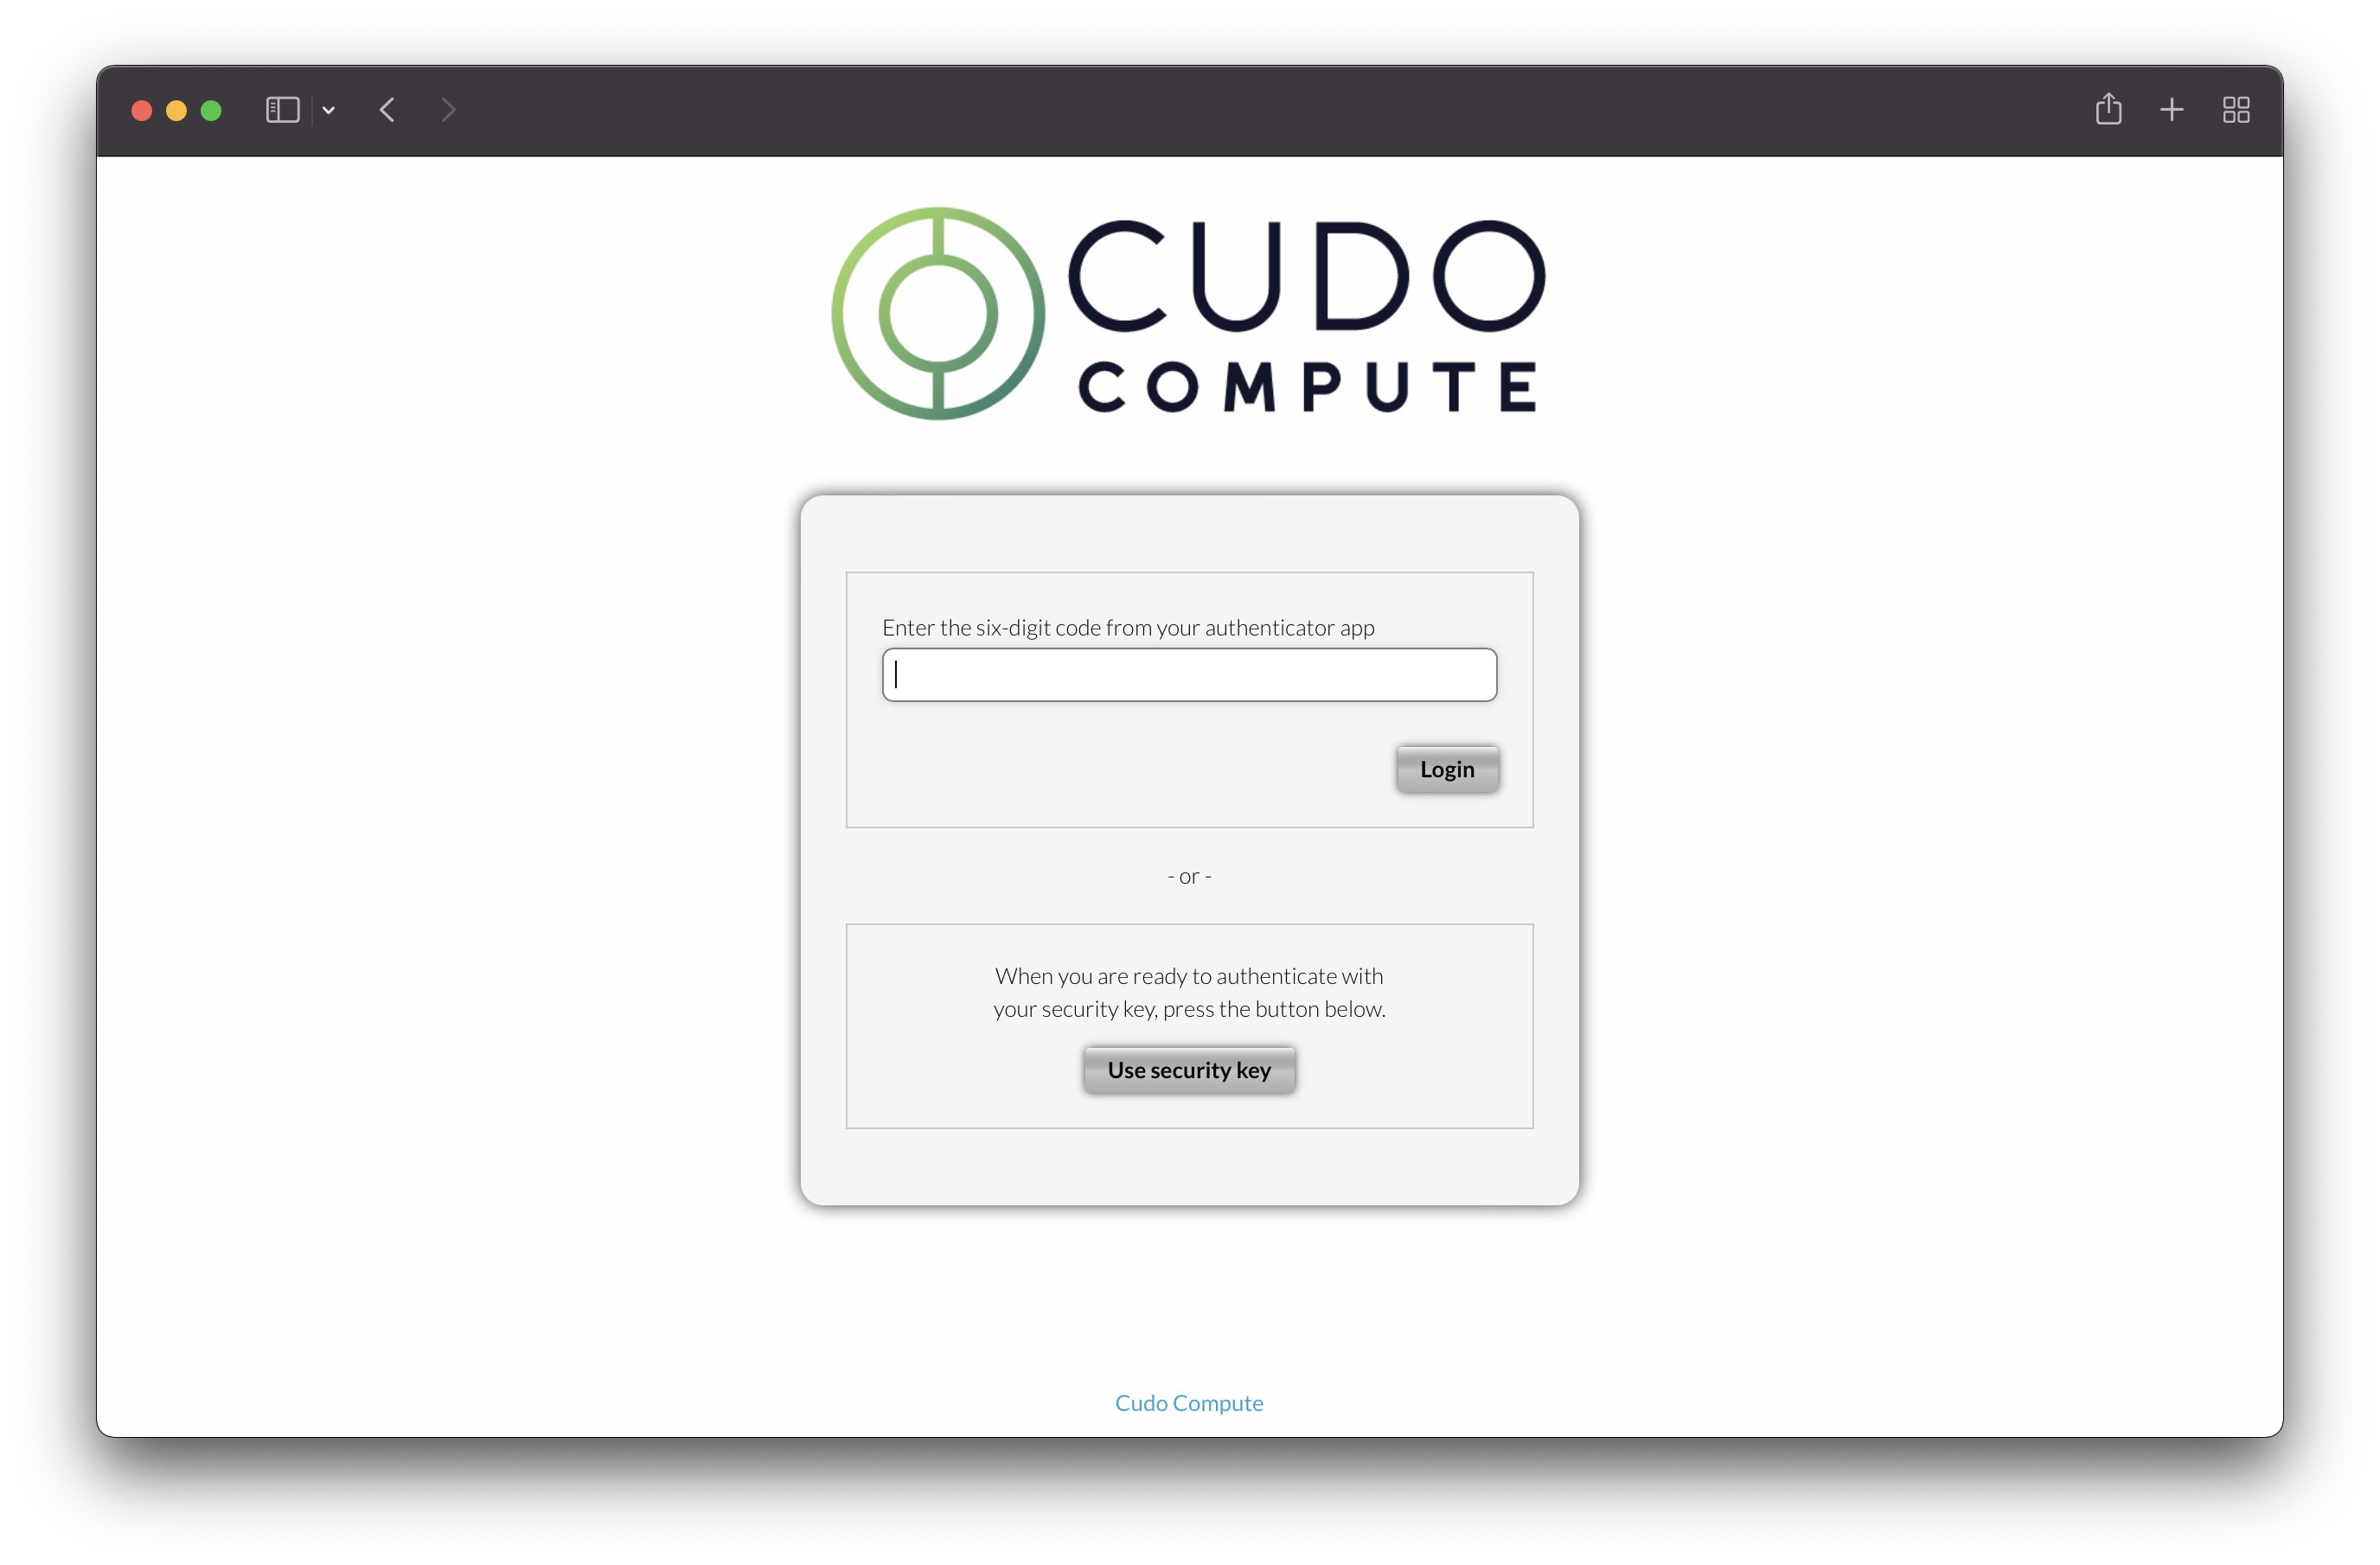 CUDO
COMPUTE
Enter the six-digit code from your authenticator app
Login
- or -
When you are ready to authenticate with
your security key, press the button below.
Use security key
Cudo Compute